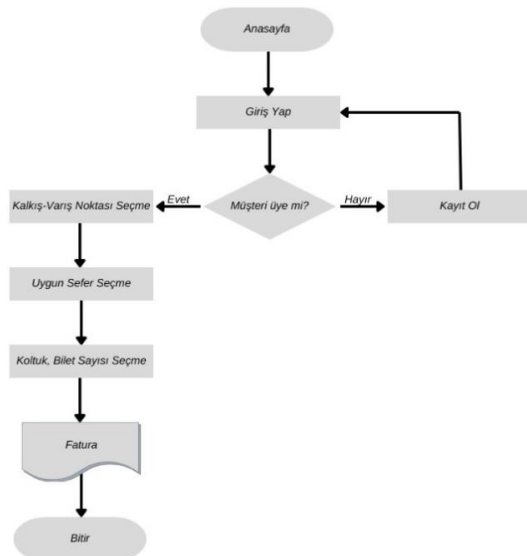 Anasayfa
Giriş Yap
Kalkış-Varış Noktası Seçme
Evet
Müşteri üye mi?
Hayır
Kayıt Ol
Uygun Sefer Seçme
Koltuk, Bilet Sayısı Seçme
Fatura
Bitir